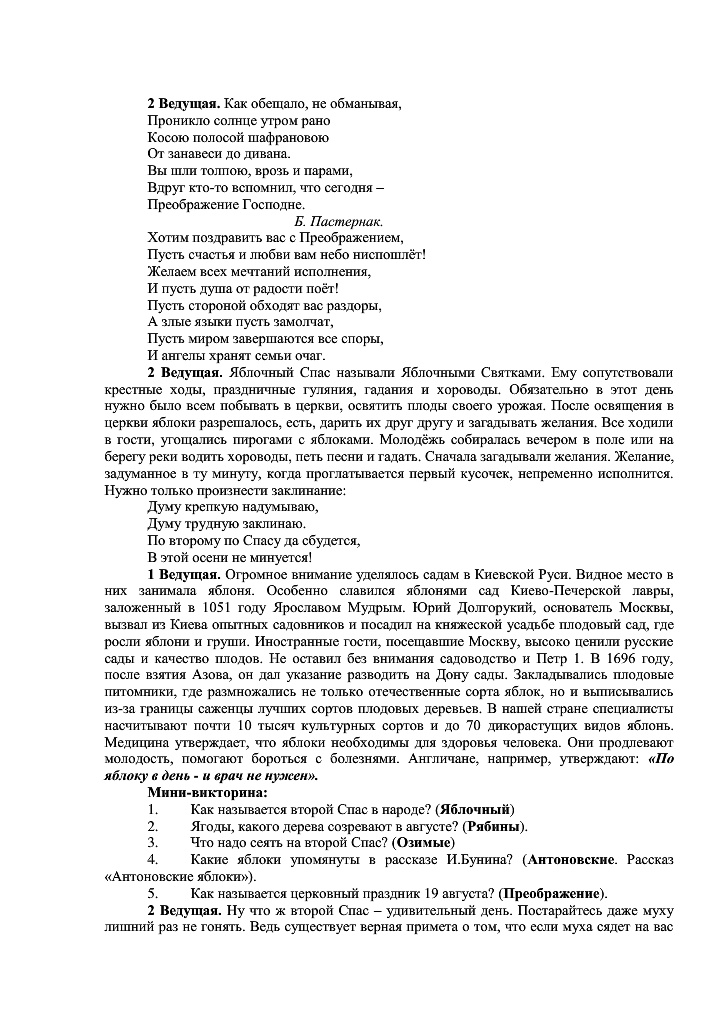 2 Ведущая. Как обещало, не обманывая,
Проникло солнце утром рано
Косою полосой шафрановою
От занавеси до дивана.
Вы шли толпою, врозь и парами,
Вдруг кто-то вспомнил, что сегодня –
Преображение Господне.
Б. Пастернак.
Хотим поздравить вас с Преображением,
Пусть счастья и любви вам небо ниспошлёт!
Желаем всех мечтаний исполнения,
И пусть душа от радости поёт!
Пусть стороной обходят вас раздоры,
А злые языки пусть замолчат,
Пусть миром завершаются все споры,
И ангелы хранят семьи очаг.
2 Ведущая. Яблочный Спас называли Яблочными Святками. Ему сопутствовали
крестные ходы, праздничные гуляния, гадания и хороводы. Обязательно в этот день
нужно было всем побывать в церкви, освятить плоды своего урожая. После освящения в
церкви яблоки разрешалось, есть, дарить их друг другу и загадывать желания. Все ходили
в гости, угощались пирогами с яблоками. Молодёжь собиралась вечером в поле или на
берегу реки водить хороводы, петь песни и гадать. Сначала загадывали желания. Желание,
задуманное в ту минуту, когда проглатывается первый кусочек, непременно исполнится.
Нужно только произнести заклинание:
Думу крепкую надумываю,
Думу трудную заклинаю.
По второму по Спасу да сбудется,
В этой осени не минуется!
1 Ведущая. Огромное внимание уделялось садам в Киевской Руси. Видное место в
них занимала яблоня. Особенно славился яблонями сад Киево-Печерской лавры,
заложенный в 1051 году Ярославом Мудрым. Юрий Долгорукий, основатель Москвы,
вызвал из Киева опытных садовников и посадил на княжеской усадьбе плодовый сад, где
росли яблони и груши. Иностранные гости, посещавшие Москву, высоко ценили русские
сады и качество плодов. Не оставил без внимания садоводство и Петр 1. В 1696 году,
после взятия Азова, он дал указание разводить на Дону сады. Закладывались плодовые
питомники, где размножались не только отечественные сорта яблок, но и выписывались
из-за границы саженцы лучших сортов плодовых деревьев. В нашей стране специалисты
насчитывают почти 10 тысяч культурных сортов и до 70 дикорастущих видов яблонь.
Медицина утверждает, что яблоки необходимы для здоровья человека. Они продлевают
молодость, помогают бороться с болезнями. Англичане, например, утверждают: «По
яблоку в день - и врач не нужен».
Мини-викторина:
1. Как называется второй Спас в народе? (Яблочный)
2. Ягоды, какого дерева созревают в августе? (Рябины).
3. Что надо сеять на второй Спас? (Озимые)
4. Какие яблоки упомянуты в рассказе И.Бунина? (Антоновские. Рассказ
«Антоновские яблоки»).
5. Как называется церковный праздник 19 августа? (Преображение).
2 Ведущая. Ну что ж второй Спас – удивительный день. Постарайтесь даже муху
лишний раз не гонять. Ведь существует верная примета о том, что если муха сядет на вас